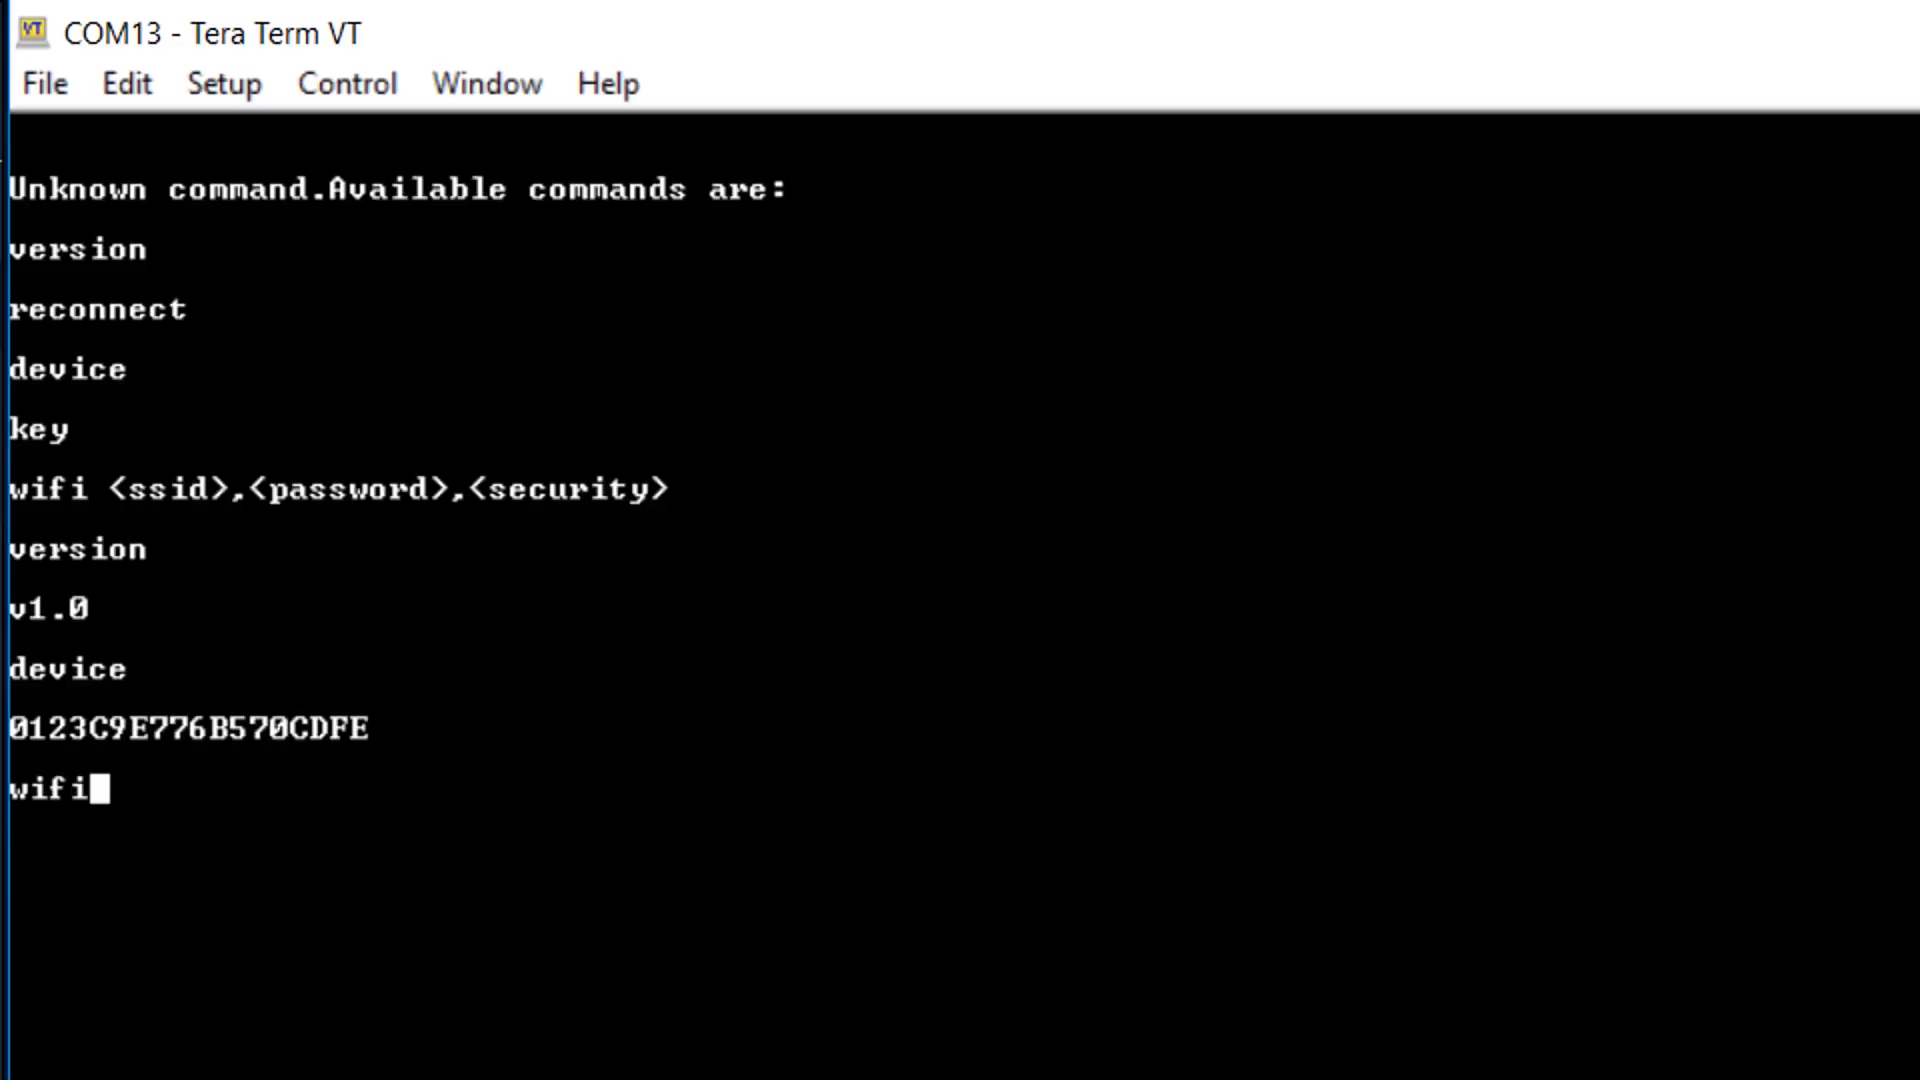 VT COM13 - Tera Term VT
File Edit Setup Control Window Help
Unknown command.Available commands are:
version
reconnect
device
key
wifi <ssid>,<password>,<security>
version
v1.0
device
0123C9E776B570CDFE
wifi